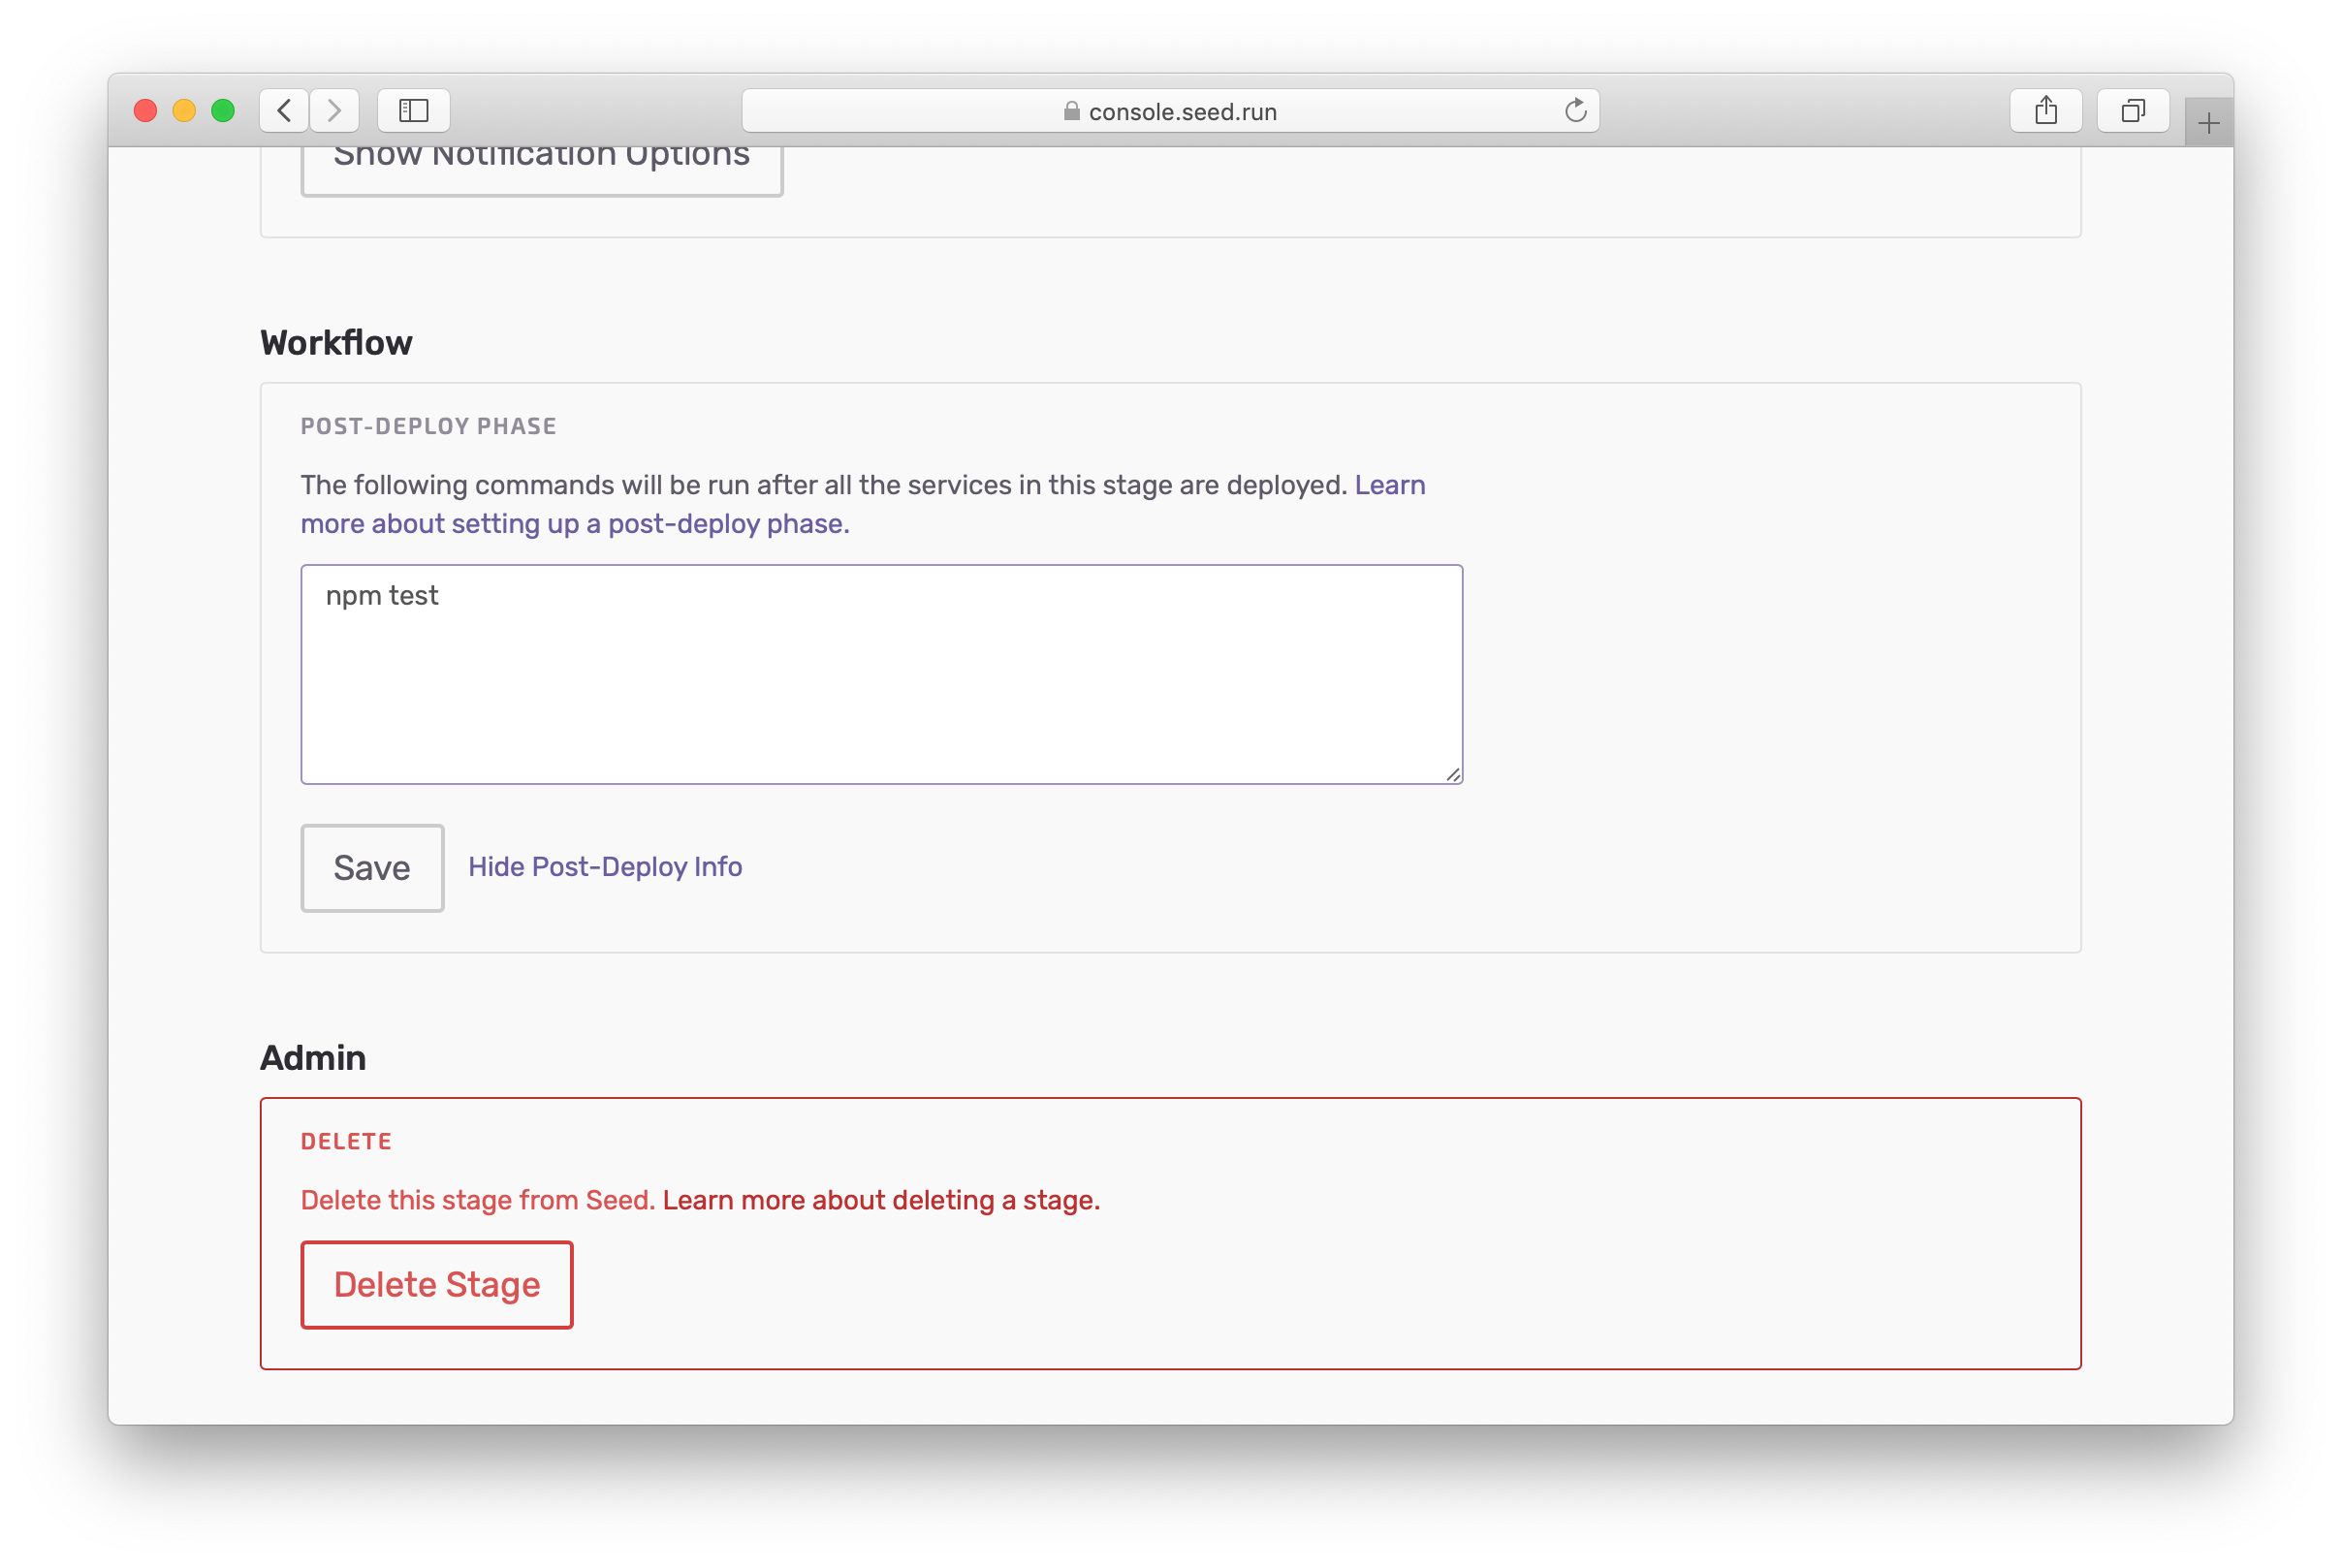 console.seed.run
Show Notification Options
Workflow
POST-DEPLOY PHASE
The following commands will be run after all the services in this stage are deployed. Learn
more about setting up a post-deploy phase.
npm test
Save Hide Post-Deploy Info
Admin
DELETE
Delete this stage from Seed. Learn more about deleting a stage.
Delete Stage